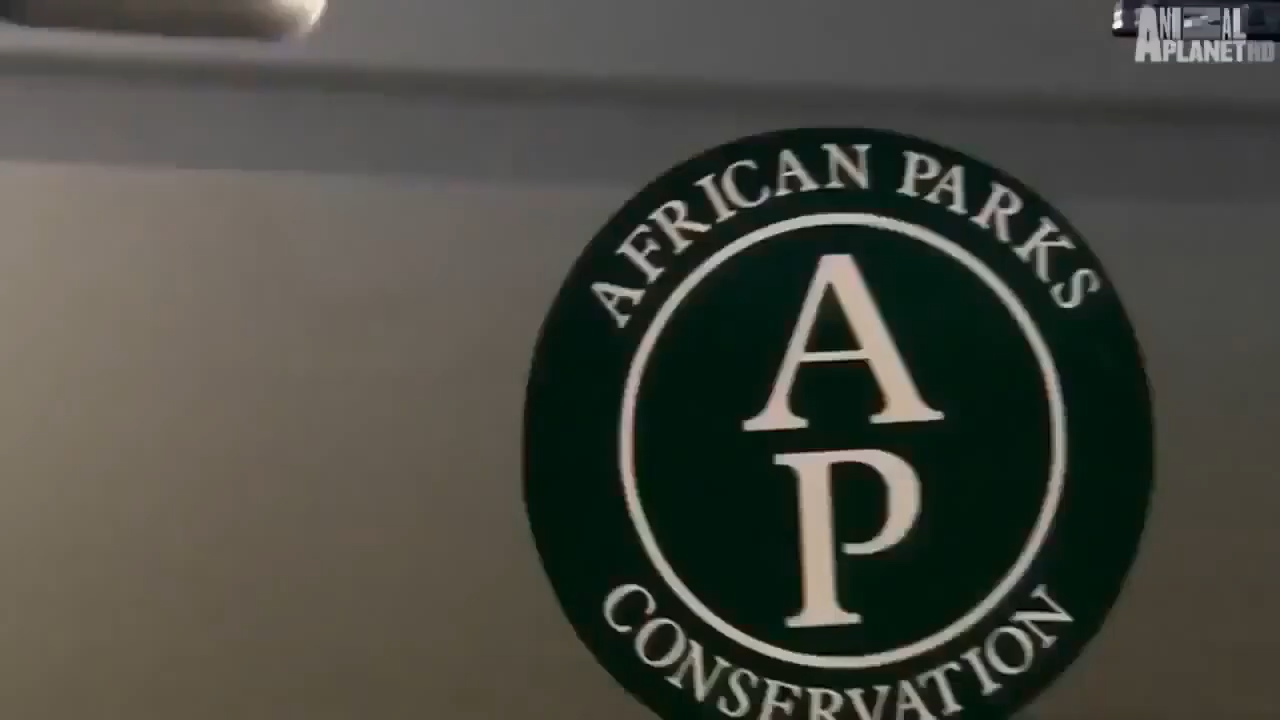 ANIMAL
PLANET HD
AFRICAN PARKS
A
P
CONSERVATION